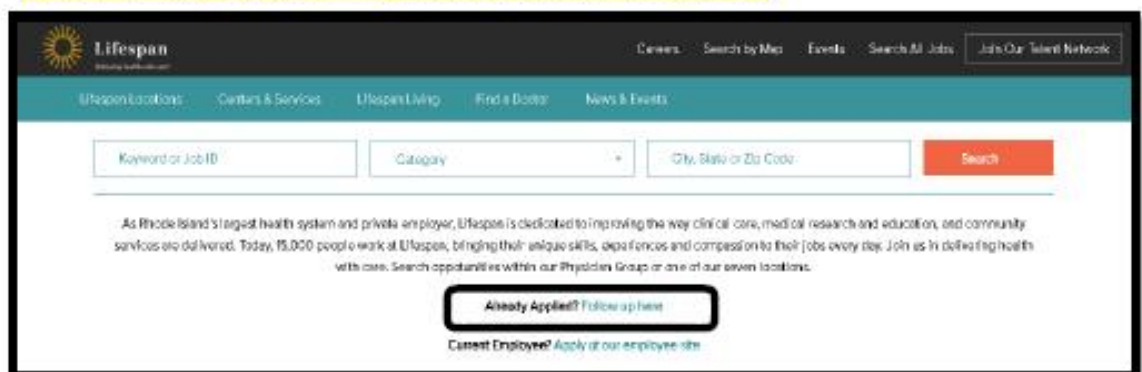 Lifespan
Careers Search by Map Events Search All Jobs Join Our Talent Network
Lifespan Locations Centers & Services Lifespan Living Find a Doctor News & Events
Keyword or Job ID Category City, State or Zip Code Search
As Rhode Island's largest health system and private employer, Lifespan is dedicated to improving the way clinical care, medical research and education, and community
services are delivered. Today, 15,000 people work at Lifespan, bringing their unique skills, experiences and compassion to their jobs every day. Join us in delivering health
with care. Search opportunities within our Physician Group or one of our seven locations.
Already Applied? Follow up here
Current Employee? Apply at our employee site